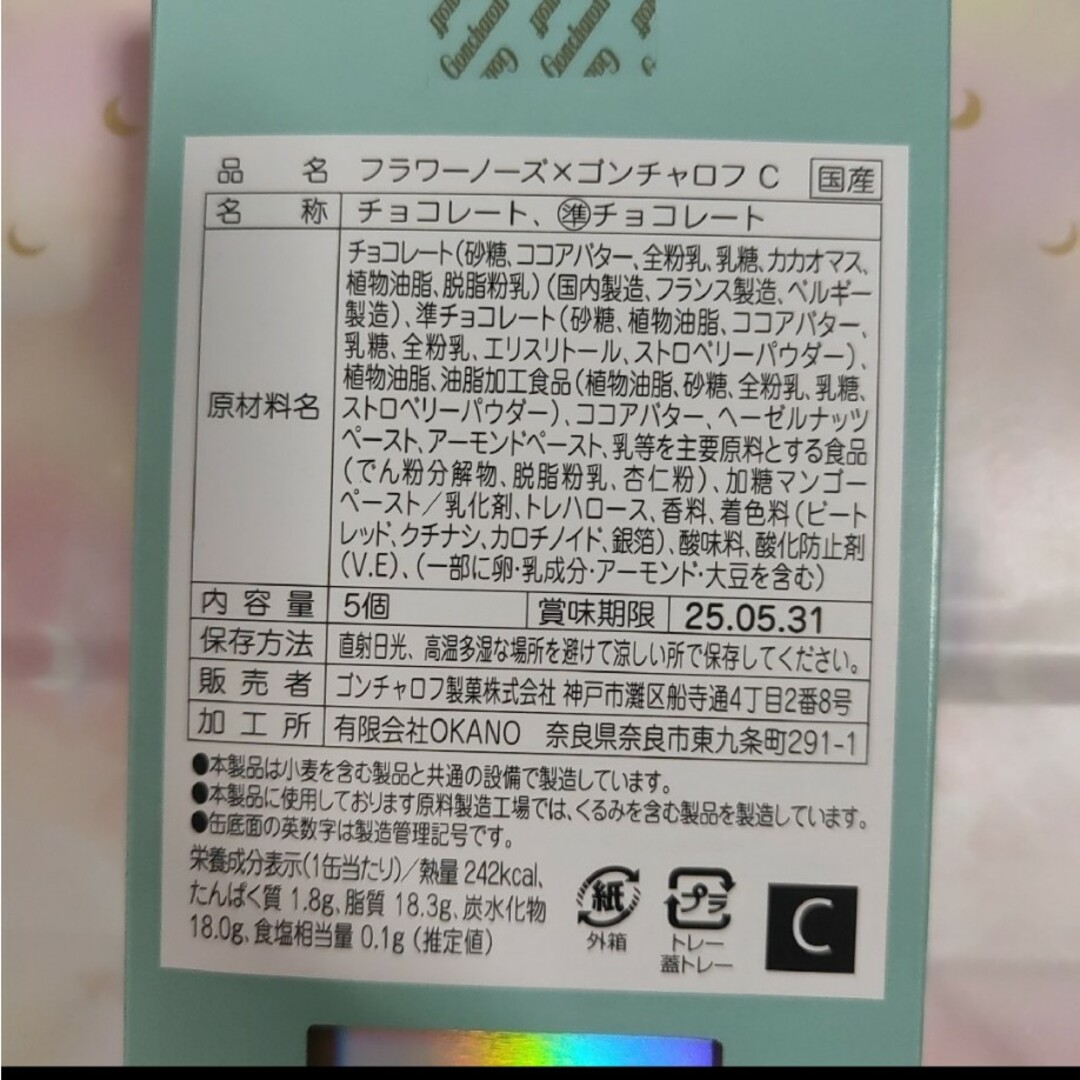 Goncharoff Goncharoff
品名 フラワーノーズ×ゴンチャロフ C 国産
名称 チョコレート、準チョコレート
原材料名 チョコレート(砂糖、ココアバター、全粉乳、乳糖、カカオマス、
植物油脂、脱脂粉乳)(国内製造、フランス製造、ベルギー
製造)、準チョコレート(砂糖、植物油脂、ココアバター、
乳糖、全粉乳、エリスリトール、ストロベリーパウダー)、
植物油脂、油脂加工食品(植物油脂、砂糖、全粉乳、乳糖、
ストロベリーパウダー)、ココアバター、ヘーゼルナッツ
ペースト、アーモンドペースト、乳等を主要原料とする食品
(でん粉分解物、脱脂粉乳、杏仁粉)、加糖マンゴー
ペースト/乳化剤、トレハロース、香料、着色料(ビート
レッド、クチナシ、カロチノイド、銀箔)、酸味料、酸化防止剤
(V.E)、(一部に卵・乳成分・アーモンド・大豆を含む)
内容量 5個 賞味期限 25.05.31
保存方法 直射日光、高温多湿な場所を避けて涼しい所で保存してください。
販売者 ゴンチャロフ製菓株式会社 神戸市灘区船寺通4丁目2番8号
加工所 有限会社OKANO 奈良県奈良市東九条町291-1
●本製品は小麦を含む製品と共通の設備で製造しています。
●本製品に使用しております原料製造工場では、くるみを含む製品を製造しています。
●缶底面の英数字は製造管理記号です。
栄養成分表示(1缶当たり)/熱量 242kcal、
たんぱく質 1.8g、脂質 18.3g、炭水化物
18.0g、食塩相当量 0.1g (推定値)
紙 外箱
プラ トレー
蓋トレー
C